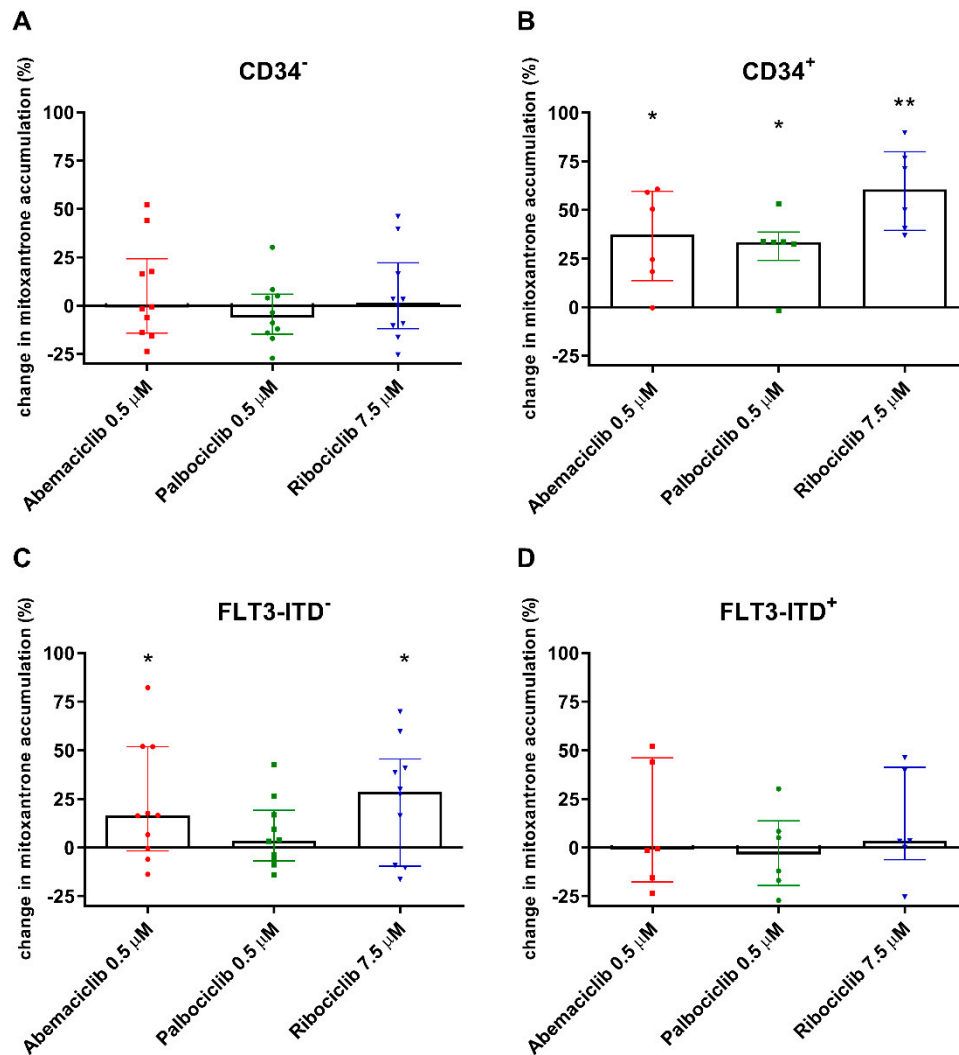 A
CD34⁻
change in mitoxantrone accumulation (%)
100
75
50
25
0
-25
Abemaciclib 0.5 μM
Palbociclib 0.5 μM
Ribociclib 7.5 μM
B
CD34⁺
change in mitoxantrone accumulation (%)
100
75
50
25
0
-25
*
*
**
Abemaciclib 0.5 μM
Palbociclib 0.5 μM
Ribociclib 7.5 μM
C
FLT3-ITD⁻
change in mitoxantrone accumulation (%)
100
75
50
25
0
-25
*
*
Abemaciclib 0.5 μM
Palbociclib 0.5 μM
Ribociclib 7.5 μM
D
FLT3-ITD⁺
change in mitoxantrone accumulation (%)
100
75
50
25
0
-25
Abemaciclib 0.5 μM
Palbociclib 0.5 μM
Ribociclib 7.5 μM